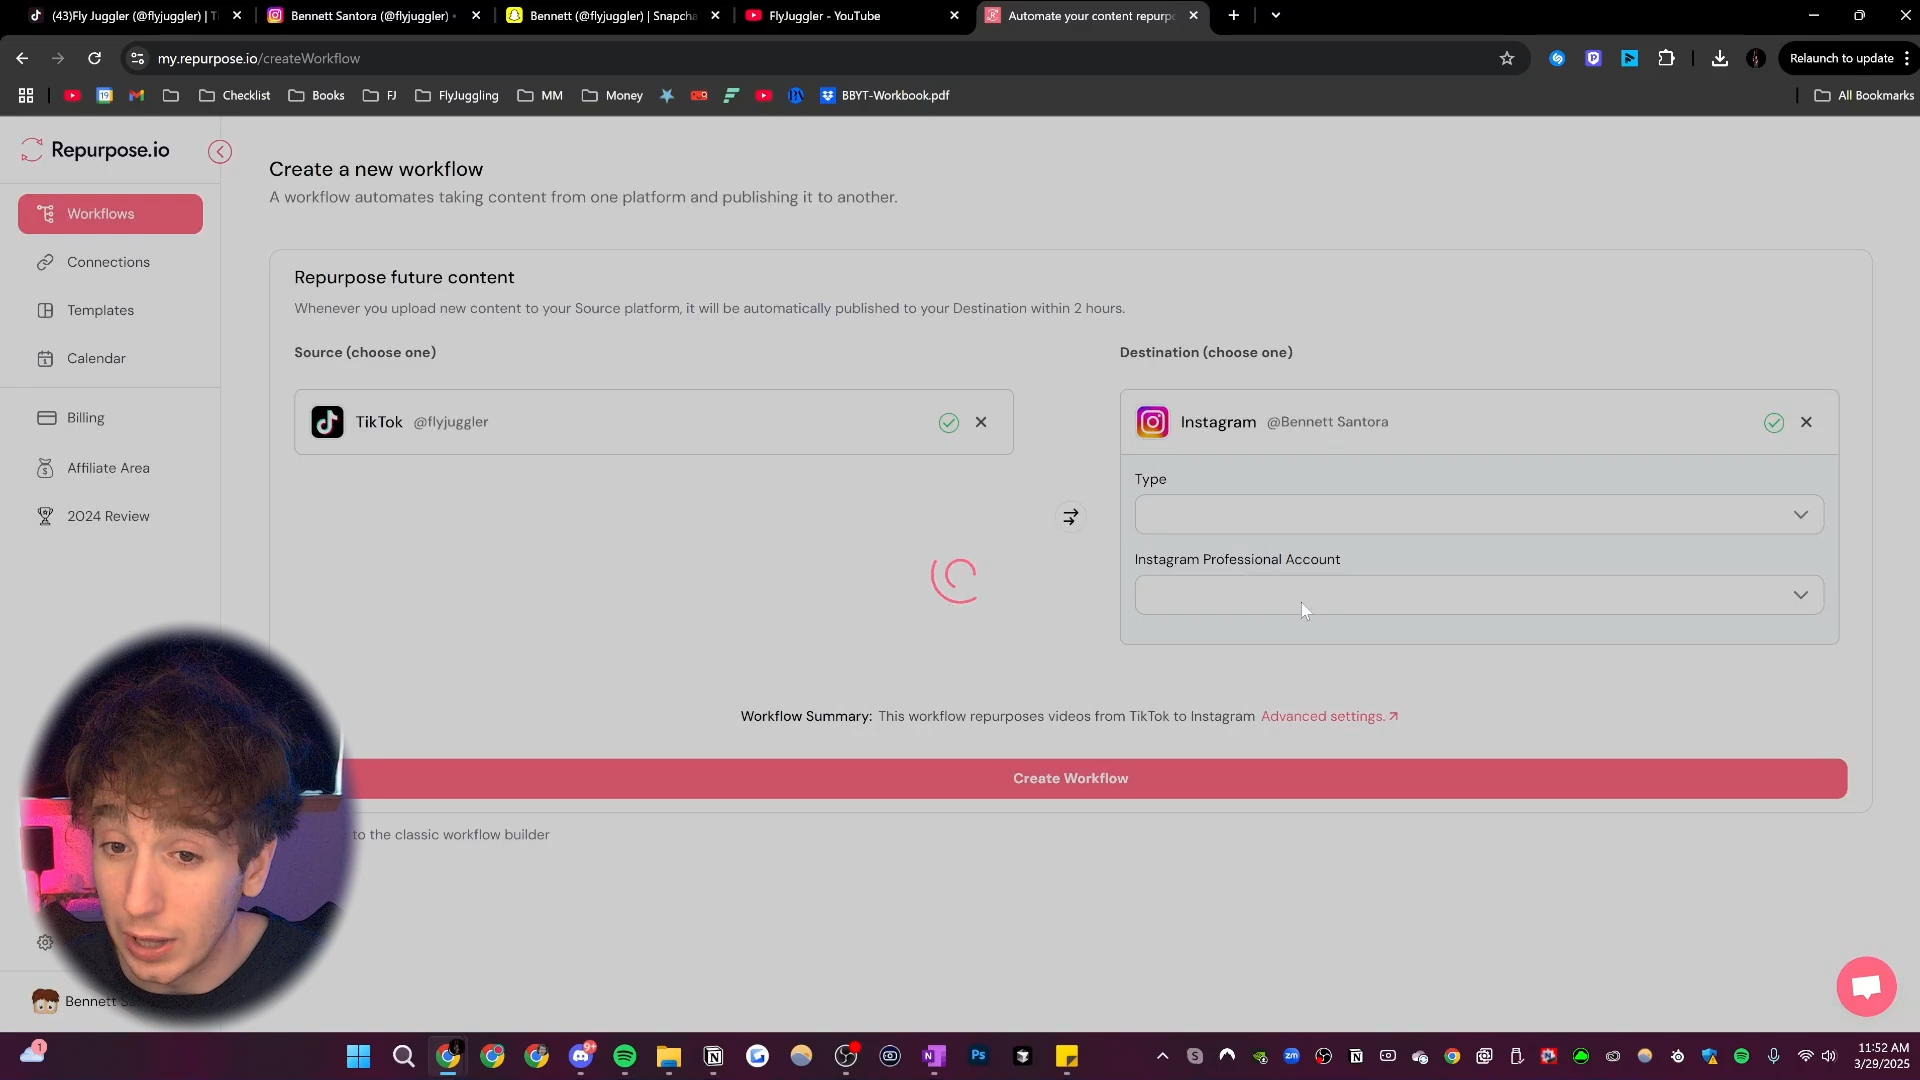 (43)Fly Juggler (@flyjuggler) | Ti
Bennett Santora (@flyjuggler) •
Bennett (@flyjuggler) | Snapcha
FlyJuggler - YouTube
Automate your content repurpo
my.repurpose.io/createWorkflow
Relaunch to update
Checklist
Books
FJ
FlyJuggling
MM
Money
BBYT-Workbook.pdf
All Bookmarks
Repurpose.io
Workflows
Connections
Templates
Calendar
Billing
Affiliate Area
2024 Review
Bennett
Create a new workflow
A workflow automates taking content from one platform and publishing it to another.
Repurpose future content
Whenever you upload new content to your Source platform, it will be automatically published to your Destination within 2 hours.
Source (choose one)
TikTok @flyjuggler
Destination (choose one)
Instagram @Bennett Santora
Type
Instagram Professional Account
Workflow Summary: This workflow repurposes videos from TikTok to Instagram Advanced settings.
Create Workflow
to the classic workflow builder
11:52 AM
3/29/2025